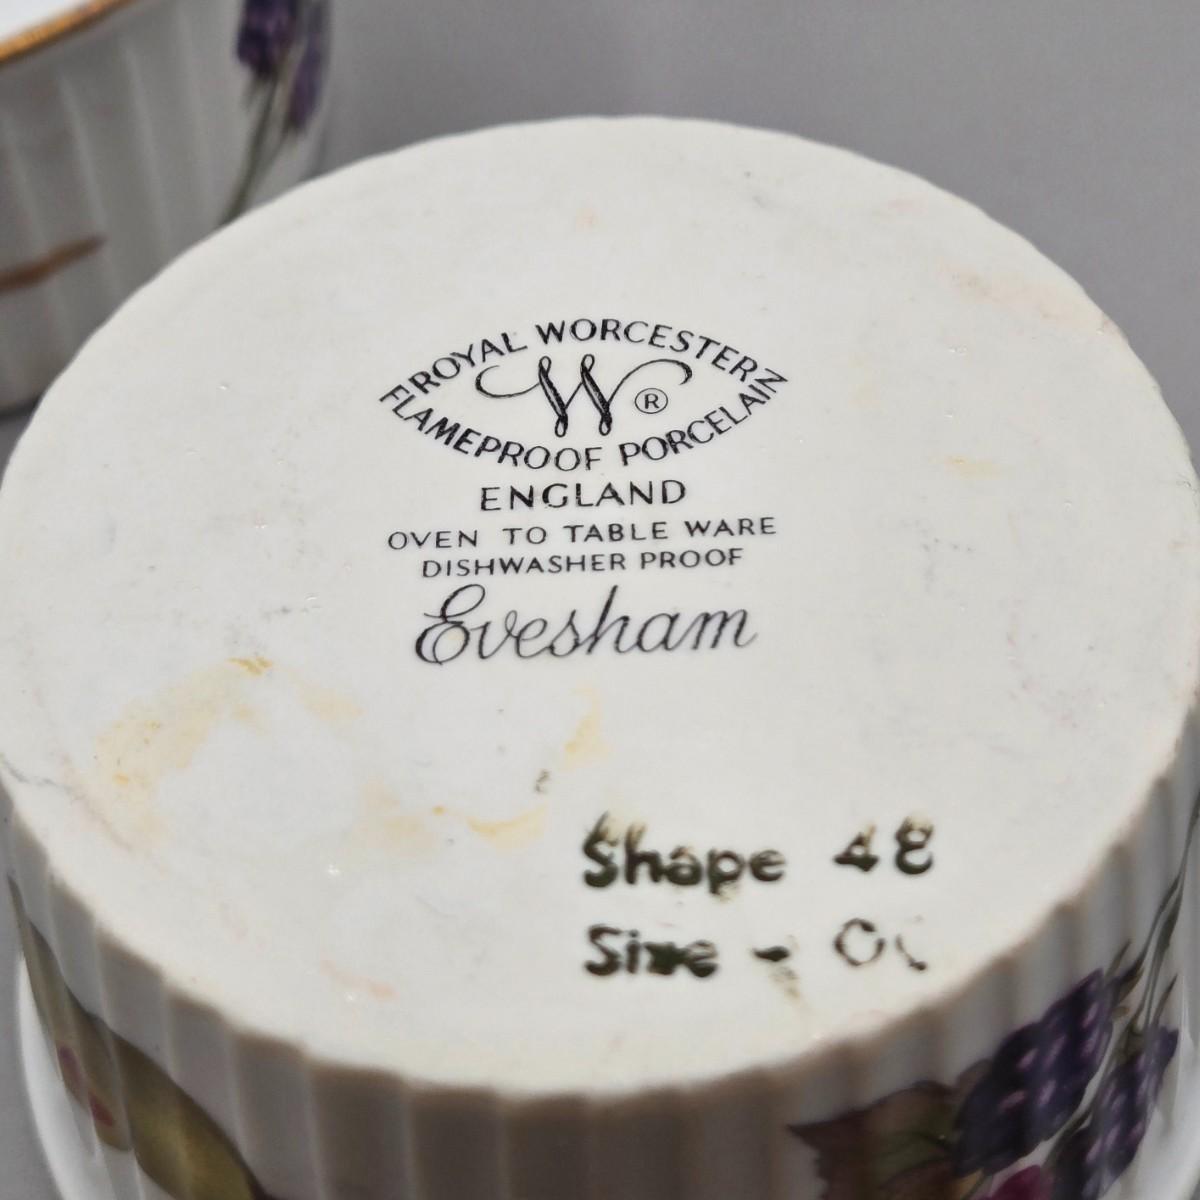 ROYAL WORCESTER
W ®
FLAMEPROOF PORCELAIN
ENGLAND
OVEN TO TABLE WARE
DISHWASHER PROOF
Evesham
Shape 48
Size -